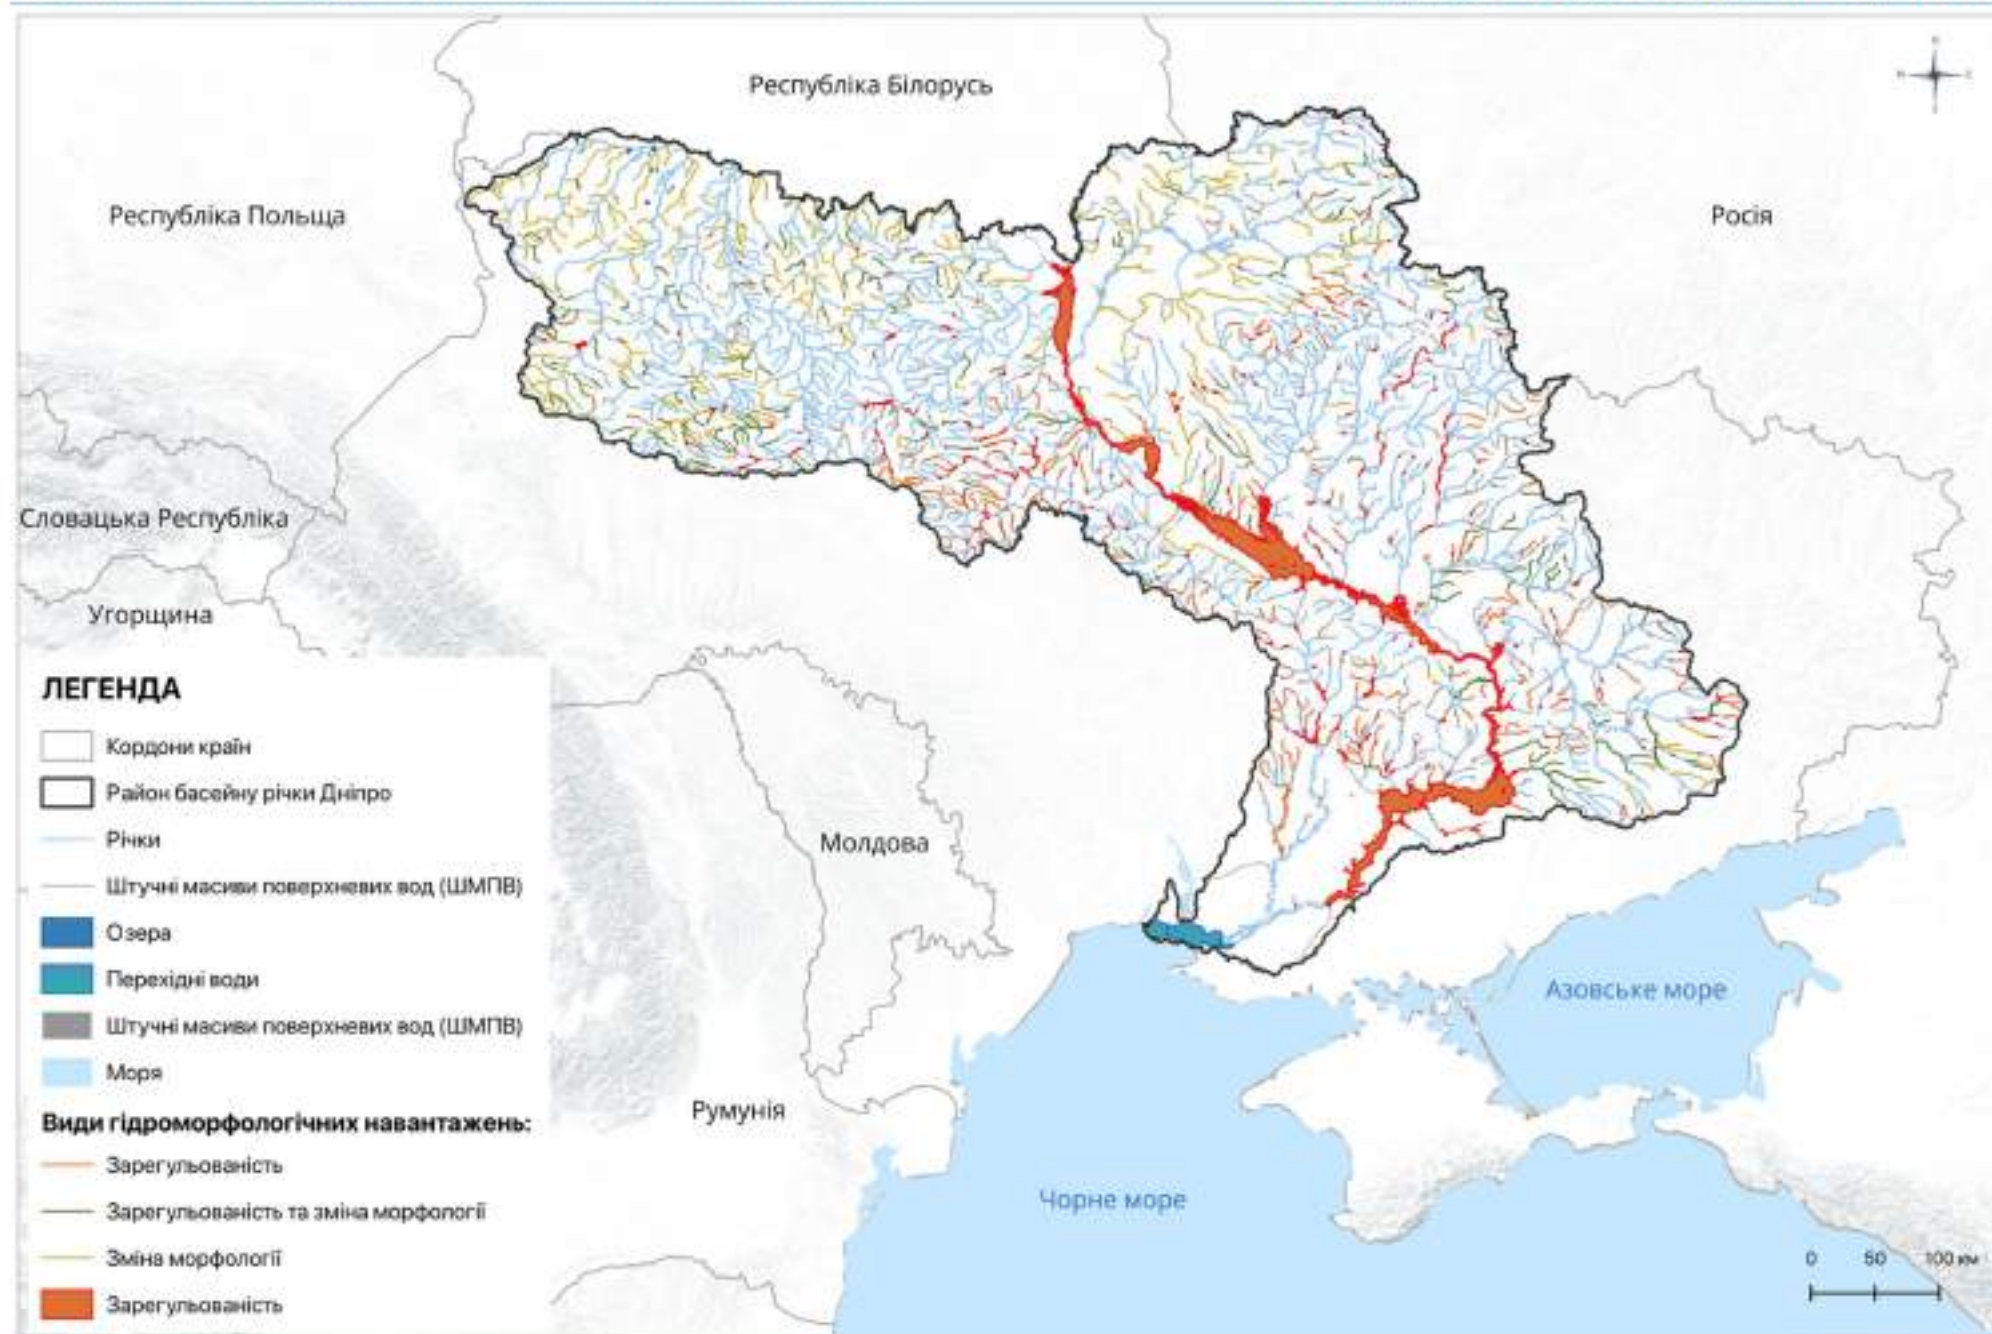 Республіка Білорусь
Республіка Польща
Росія
Словацька Республіка
Угорщина
Молдова
Румунія
Азовське море
Чорне море
ЛЕГЕНДА
Кордони країн
Район басейну річки Дніпро
Річки
Штучні масиви поверхневих вод (ШМПВ)
Озера
Перехідні води
Штучні масиви поверхневих вод (ШМПВ)
Моря
Види гідроморфологічних навантажень:
Зарегульованість
Зарегульованість та зміна морфології
Зміна морфології
Зарегульованість
0 50 100 км